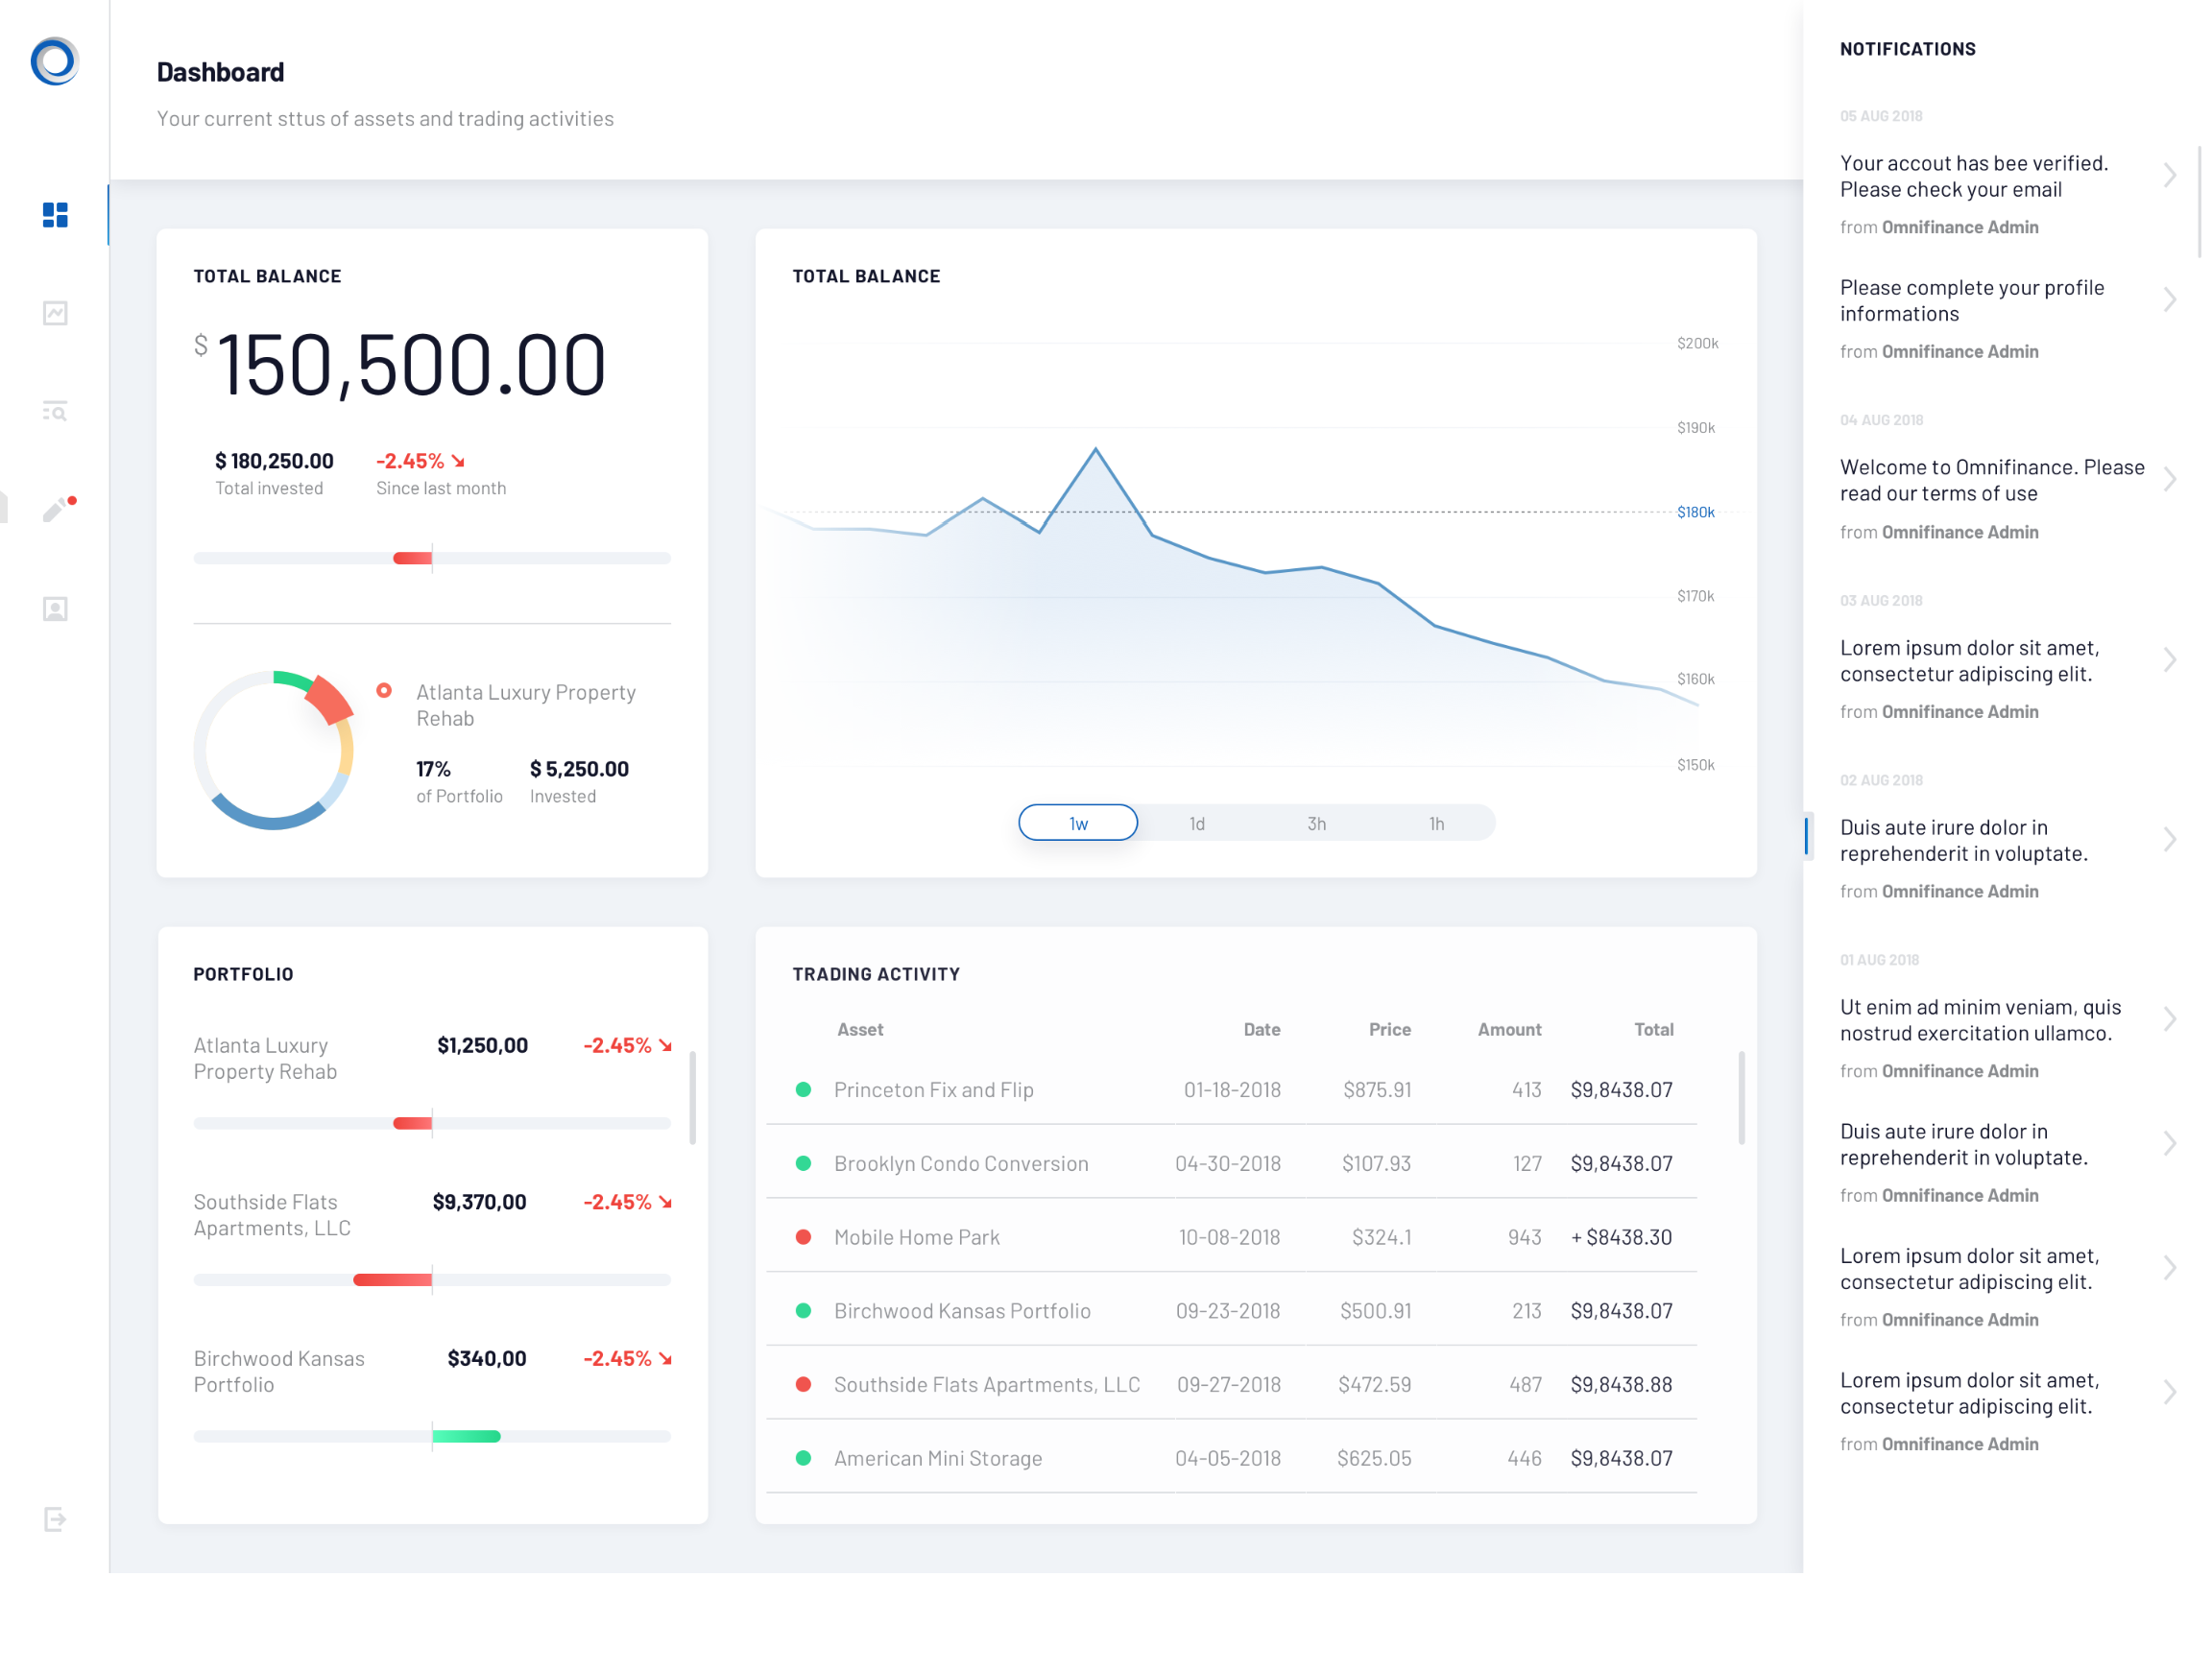 Dashboard
Your current sttus of assets and trading activities
TOTAL BALANCE
$ 150,500.00
$ 180,250.00 -2.45%
Total invested Since last month
Atlanta Luxury Property
Rehab
17% $ 5,250.00
of Portfolio Invested
TOTAL BALANCE
$200k
$190k
$180k
$170k
$160k
$150k
1w 1d 3h 1h
PORTFOLIO
Atlanta Luxury $1,250,00 -2.45%
Property Rehab
Southside Flats $9,370,00 -2.45%
Apartments, LLC
Birchwood Kansas $340,00 -2.45%
Portfolio
TRADING ACTIVITY
Asset Date Price Amount Total
Princeton Fix and Flip 01-18-2018 $875.91 413 $9,8438.07
Brooklyn Condo Conversion 04-30-2018 $107.93 127 $9,8438.07
Mobile Home Park 10-08-2018 $324.1 943 + $8438.30
Birchwood Kansas Portfolio 09-23-2018 $500.91 213 $9,8438.07
Southside Flats Apartments, LLC 09-27-2018 $472.59 487 $9,8438.88
American Mini Storage 04-05-2018 $625.05 446 $9,8438.07
NOTIFICATIONS
05 AUG 2018
Your accout has bee verified.
Please check your email
from Omnifinance Admin
Please complete your profile
informations
from Omnifinance Admin
04 AUG 2018
Welcome to Omnifinance. Please
read our terms of use
from Omnifinance Admin
03 AUG 2018
Lorem ipsum dolor sit amet,
consectetur adipiscing elit.
from Omnifinance Admin
02 AUG 2018
Duis aute irure dolor in
reprehenderit in voluptate.
from Omnifinance Admin
01 AUG 2018
Ut enim ad minim veniam, quis
nostrud exercitation ullamco.
from Omnifinance Admin
Duis aute irure dolor in
reprehenderit in voluptate.
from Omnifinance Admin
Lorem ipsum dolor sit amet,
consectetur adipiscing elit.
from Omnifinance Admin
Lorem ipsum dolor sit amet,
consectetur adipiscing elit.
from Omnifinance Admin